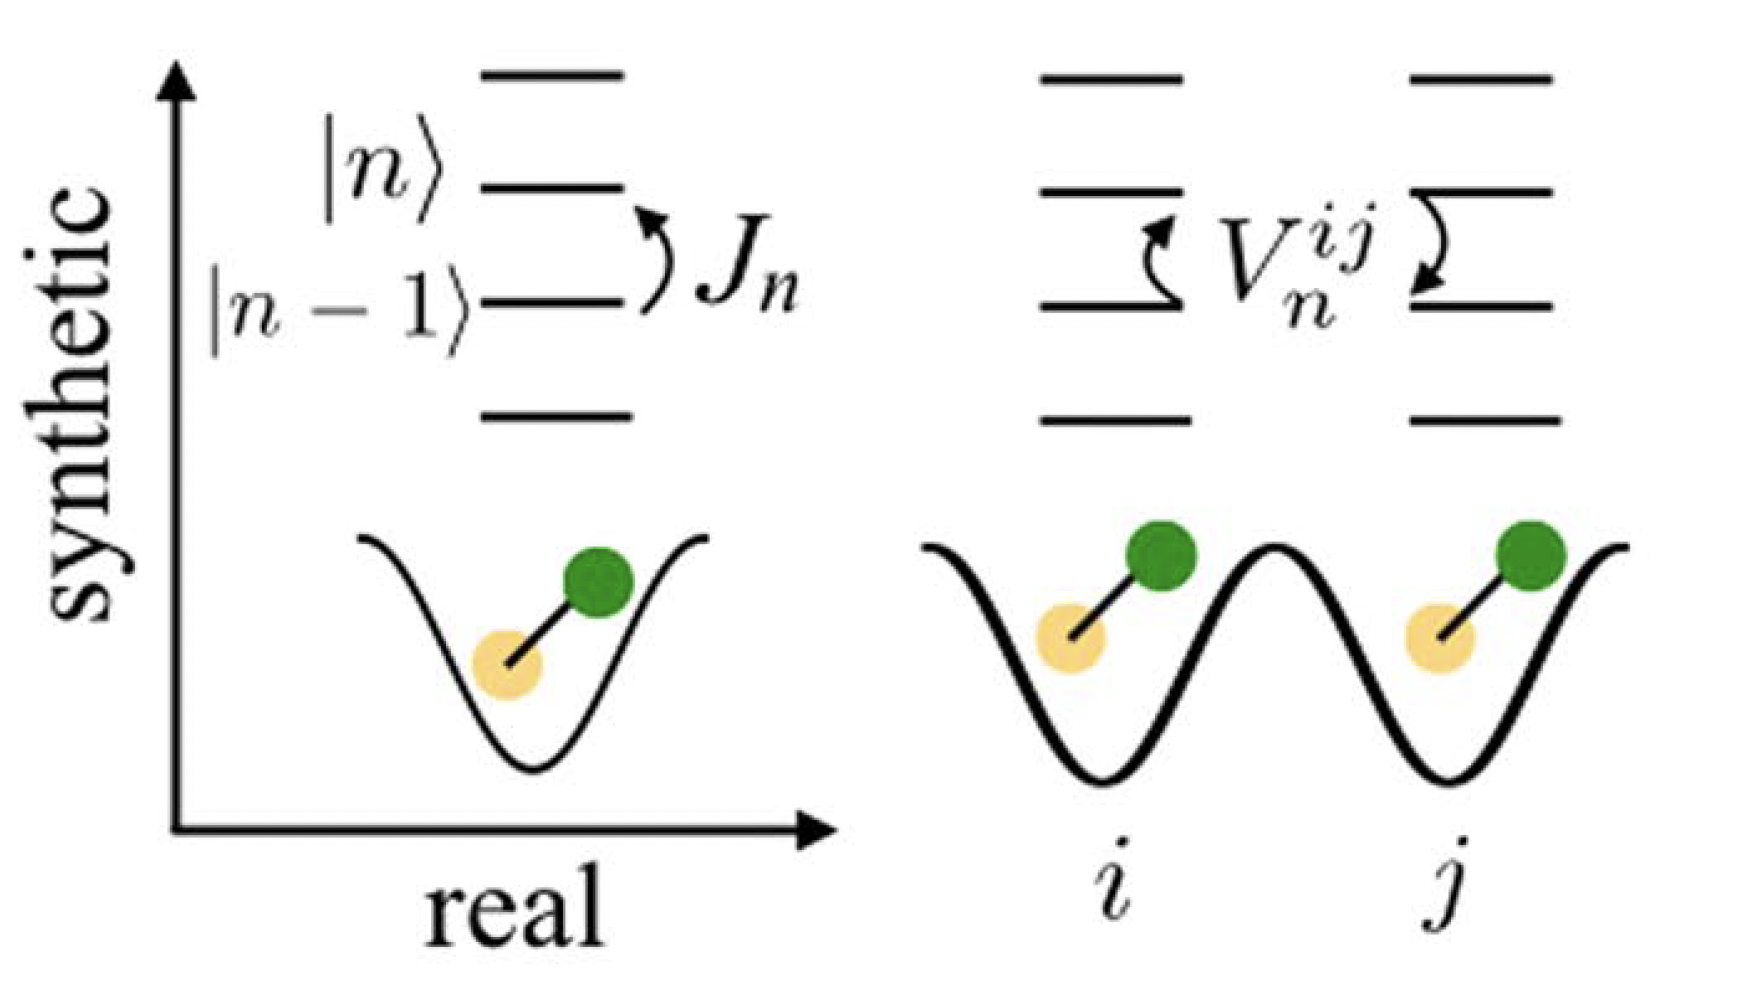 synthetic
|n⟩
|n − 1⟩
J_n
V_n^{ij}
real
i
j